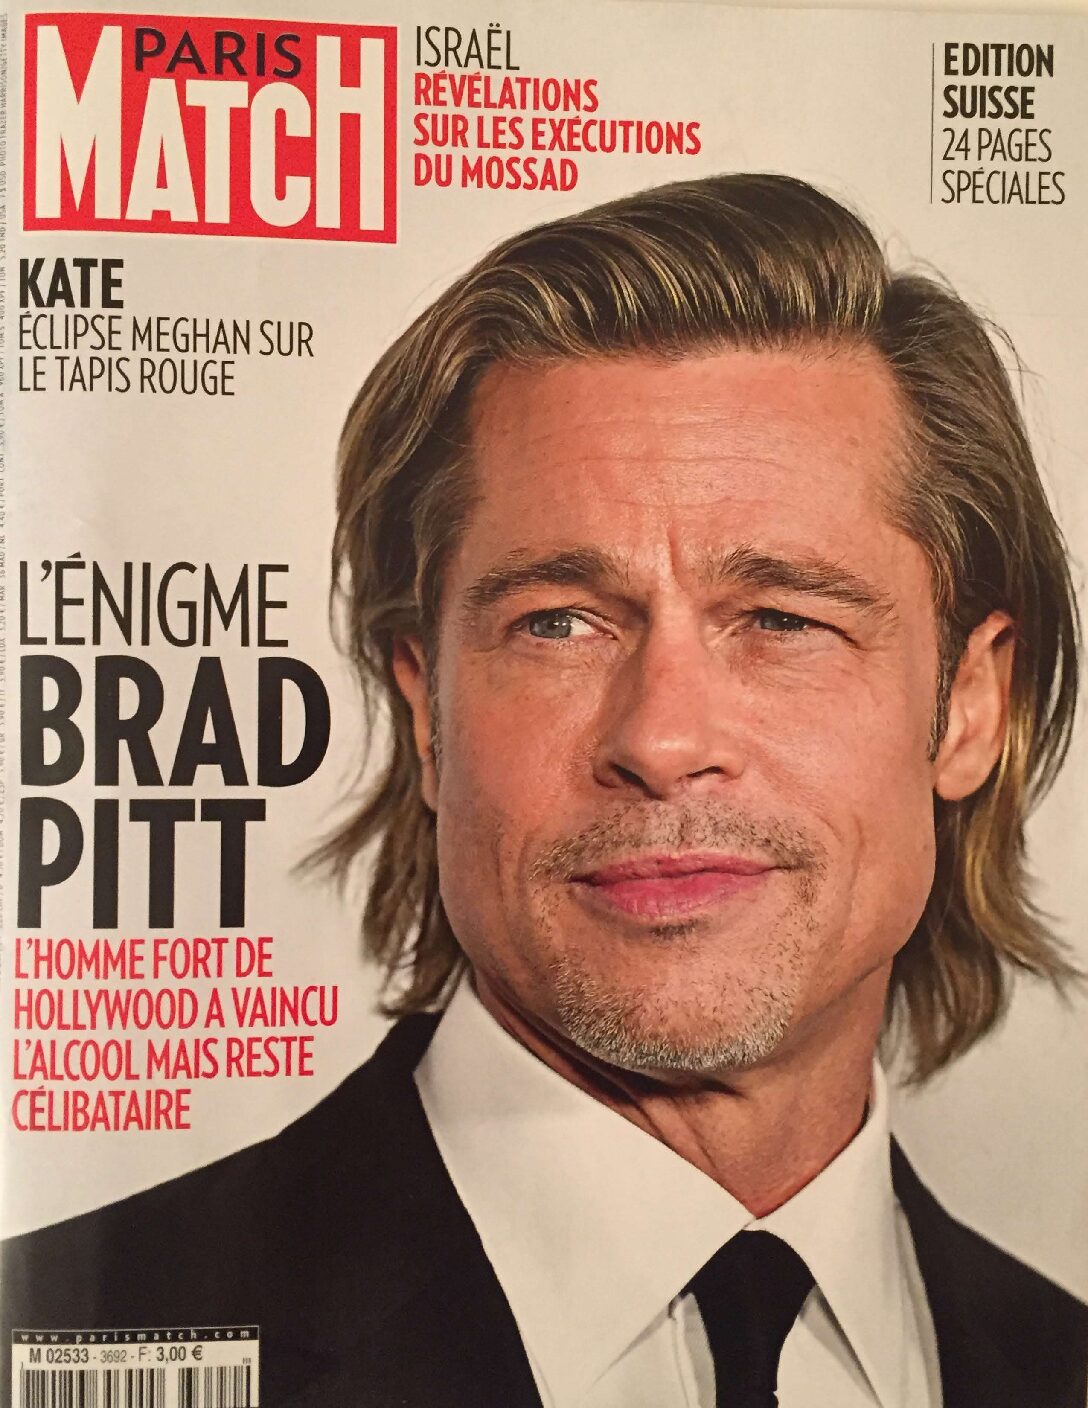 PARIS
MATCH
ISRAËL
RÉVÉLATIONS
SUR LES EXÉCUTIONS
DU MOSSAD
EDITION
SUISSE
24 PAGES
SPÉCIALES
KATE
ÉCLIPSE MEGHAN SUR
LE TAPIS ROUGE
L'ÉNIGME
BRAD
PITT
L'HOMME FORT DE
HOLLYWOOD A VAINCU
L'ALCOOL MAIS RESTE
CÉLIBATAIRE
www.parismatch.com
M 02533 - 3692 - F: 3,00 €